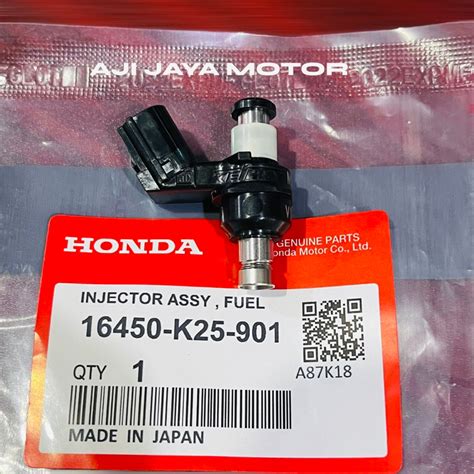 AJI JAYA MOTOR
HONDA
GENUINE PARTS
Honda Motor Co., Ltd.
INJECTOR ASSY , FUEL
16450-K25-901
QTY 1
A87K18
MADE IN JAPAN